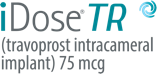 iDose® TR
(travoprost intracameral
implant) 75 mcg